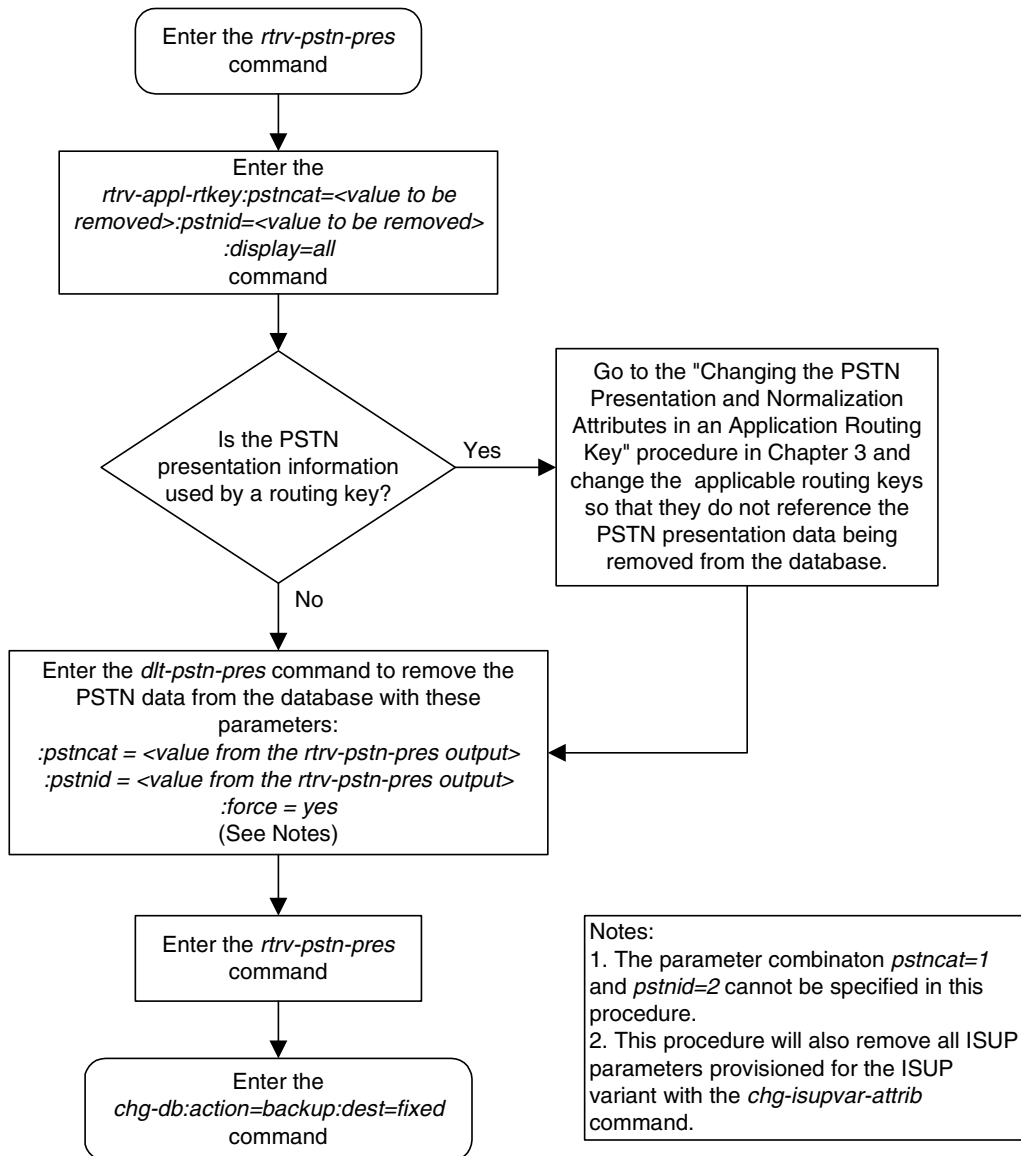 Enter the rtrv-pstn-pres
command
Enter the
rtrv-appl-rtkey:pstncat=<value to be
removed>:pstnid=<value to be removed>
:display=all
command
Is the PSTN
presentation information
used by a routing key?
Yes
Go to the "Changing the PSTN
Presentation and Normalization
Attributes in an Application Routing
Key" procedure in Chapter 3 and
change the applicable routing keys
so that they do not reference the
PSTN presentation data being
removed from the database.
No
Enter the dlt-pstn-pres command to remove the
PSTN data from the database with these
parameters:
:pstncat = <value from the rtrv-pstn-pres output>
:pstnid = <value from the rtrv-pstn-pres output>
:force = yes
(See Notes)
Enter the rtrv-pstn-pres
command
Enter the
chg-db:action=backup:dest=fixed
command
Notes:
1. The parameter combinaton pstncat=1
and pstnid=2 cannot be specified in this
procedure.
2. This procedure will also remove all ISUP
parameters provisioned for the ISUP
variant with the chg-isupvar-attrib
command.